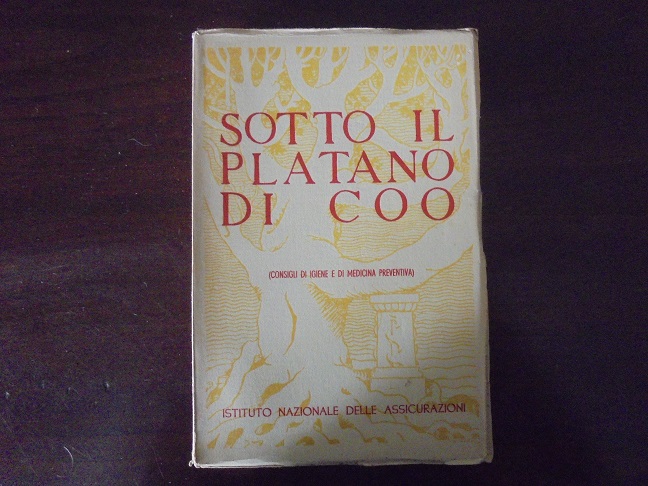 SOTTO IL
PLATANO
DI COO
(CONSIGLI DI IGIENE E DI MEDICINA PREVENTIVA)
ISTITUTO NAZIONALE DELLE ASSICURAZIONI